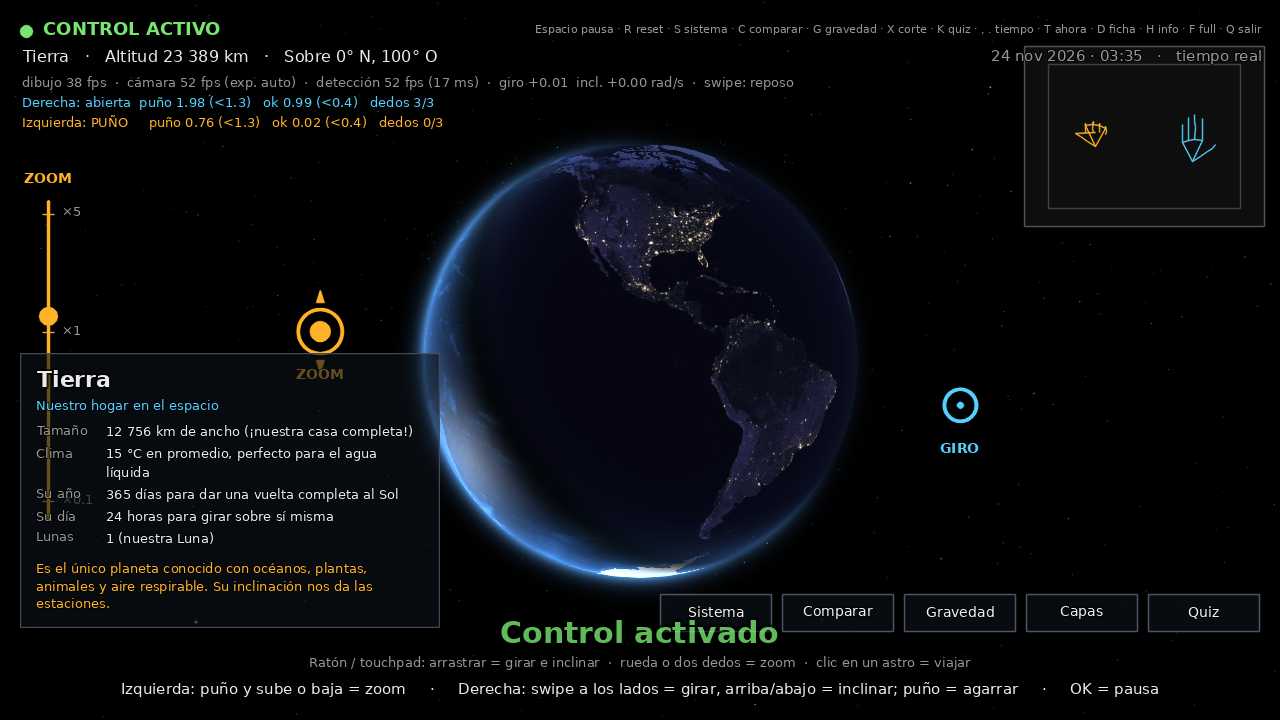 CONTROL ACTIVO
Espacio pausa · R reset · S sistema · C comparar · G gravedad · X corte · K quiz · , . tiempo · T ahora · D ficha · H info · F full · Q salir
Tierra · Altitud 23 389 km · Sobre 0° N, 100° O
24 nov 2026 · 03:35 · tiempo real
dibujo 38 fps · cámara 52 fps (exp. auto) · detección 52 fps (17 ms) · giro +0.01 incl. +0.00 rad/s · swipe: reposo
Derecha: abierta puño 1.98 (<1.3) ok 0.99 (<0.4) dedos 3/3
Izquierda: PUÑO puño 0.76 (<1.3) ok 0.02 (<0.4) dedos 0/3
ZOOM
×5
×1
×0.1
ZOOM
GIRO
Tierra
Nuestro hogar en el espacio
Tamaño 12 756 km de ancho (¡nuestra casa completa!)
Clima 15 °C en promedio, perfecto para el agua
líquida
Su año 365 días para dar una vuelta completa al Sol
Su día 24 horas para girar sobre sí misma
Lunas 1 (nuestra Luna)
Es el único planeta conocido con océanos, plantas,
animales y aire respirable. Su inclinación nos da las
estaciones.
Sistema Comparar Gravedad Capas Quiz
Control activado
Ratón / touchpad: arrastrar = girar e inclinar · rueda o dos dedos = zoom · clic en un astro = viajar
Izquierda: puño y sube o baja = zoom · Derecha: swipe a los lados = girar, arriba/abajo = inclinar; puño = agarrar · OK = pausa